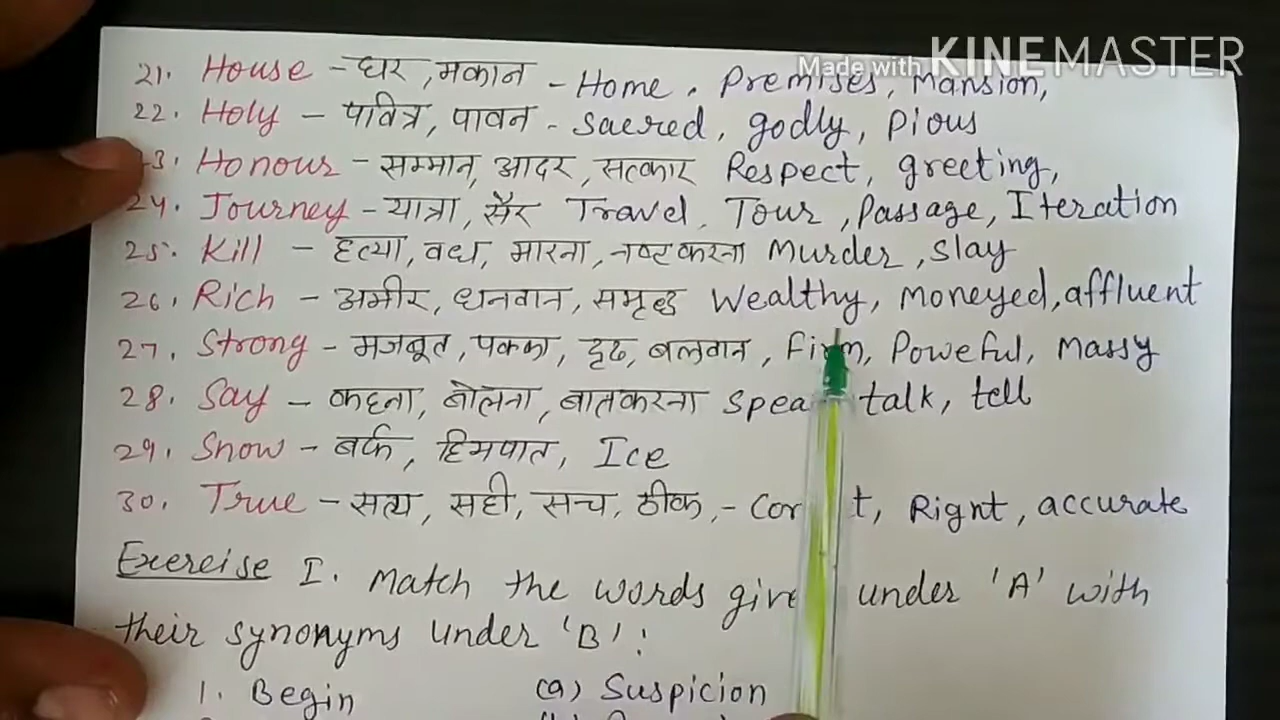 Made with KINEMASTER
21. House - घर, मकान - Home, Premises, Mansion,
22. Holy - पवित्र, पावन - Sacred, godly, Pious
23. Honour - सम्मान, आदर, सत्कार Respect, greeting,
24. Journey - यात्रा, सैर Travel, Tour, Passage, Iteration
25. Kill - हत्या, वध, मारना, नष्ट करना Murder, slay
26. Rich - अमीर, धनवान, समृद्ध Wealthy, Moneyed, affluent
27. Strong - मजबूत, पक्का, दृढ, बलवान, Firm, Poweful, Massy
28. Say - कहना, बोलना, बातकरना talk, tell
29. Snow - बर्फ, हिमपात, Ice
30. True - सत्य, सही, सच, ठीक, - Right, accurate
Exercise I. Match the words under 'A' with
their synonyms under 'B':
1. Begin (a) Suspicion